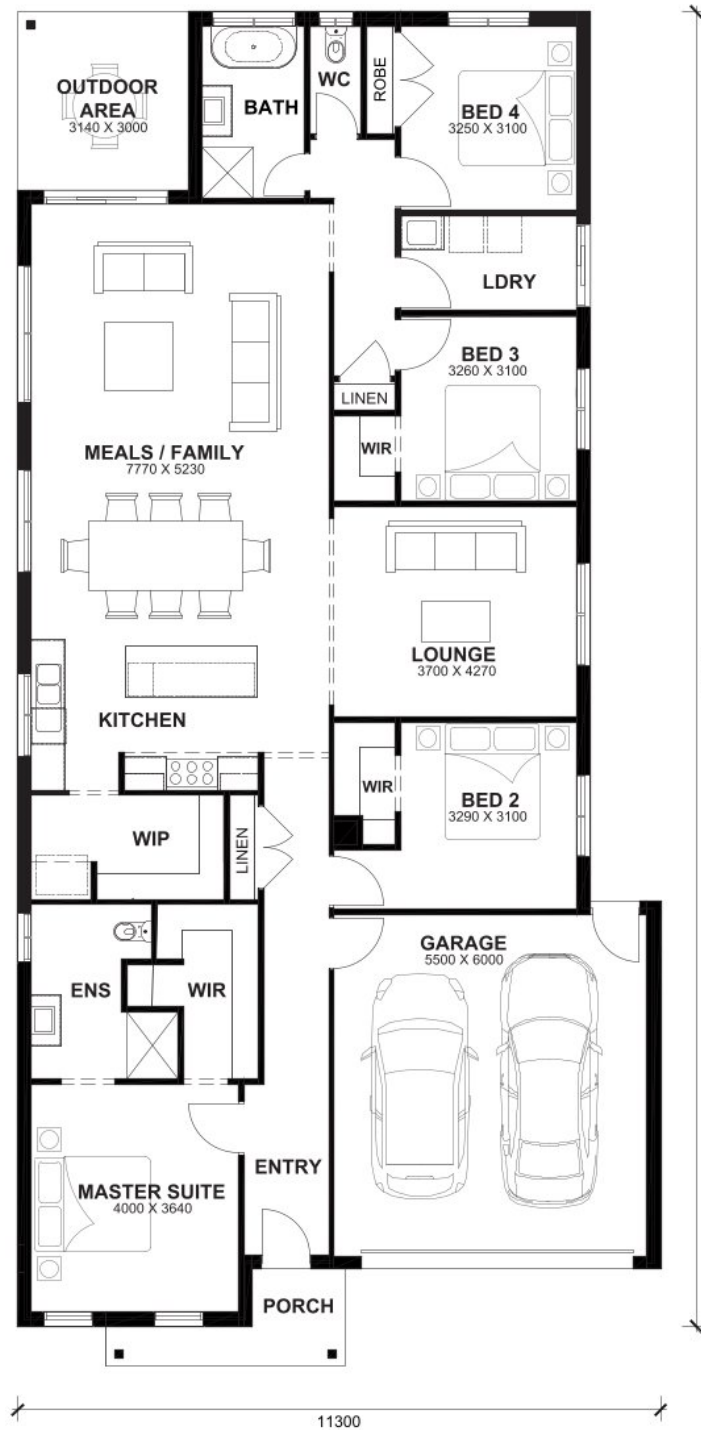 OUTDOOR
AREA
3140 X 3000
BATH
WC
ROBE
BED 4
3250 X 3100
LDRY
BED 3
3260 X 3100
LINEN
WIR
MEALS / FAMILY
7770 X 5230
LOUNGE
3700 X 4270
KITCHEN
WIR
BED 2
3290 X 3100
WIP
LINEN
GARAGE
5500 X 6000
ENS
WIR
ENTRY
MASTER SUITE
4000 X 3640
PORCH
11300